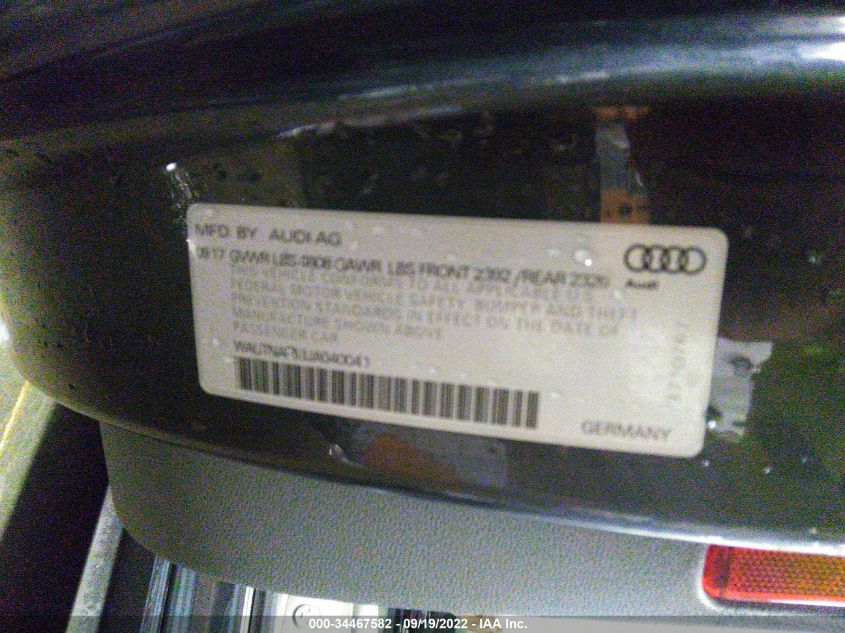 MFD. BY AUDI AG
09.17 GVWR LBS 4806 GAWR LBS FRONT 2392 / REAR 2326
THIS VEHICLE CONFORMS TO ALL APPLICABLE U.S.
FEDERAL MOTOR VEHICLE SAFETY, BUMPER AND THEFT
PREVENTION STANDARDS IN EFFECT ON THE DATE OF
MANUFACTURE SHOWN ABOVE.
PASSENGER CAR
Audi
GERMANY
000-34467582 - 09/19/2022 - IAA Inc.